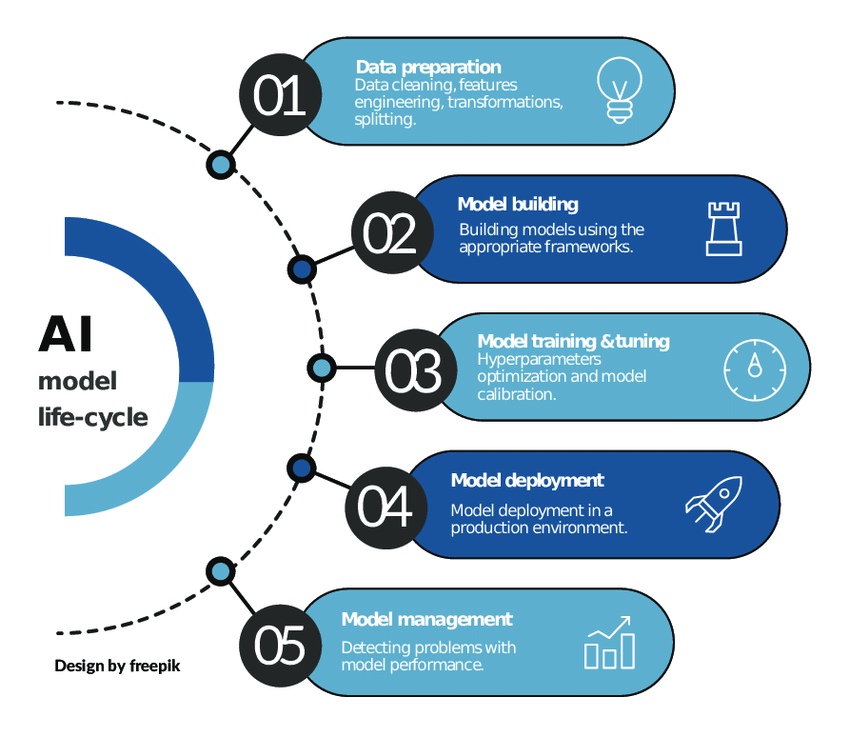 01
Data preparation
Data cleaning, features
engineering, transformations,
splitting.
02
Model building
Building models using the
appropriate frameworks.
AI
model
life-cycle
03
Model training &tuning
Hyperparameters
optimization and model
calibration.
04
Model deployment
Model deployment in a
production environment.
05
Model management
Detecting problems with
model performance.
Design by freepik